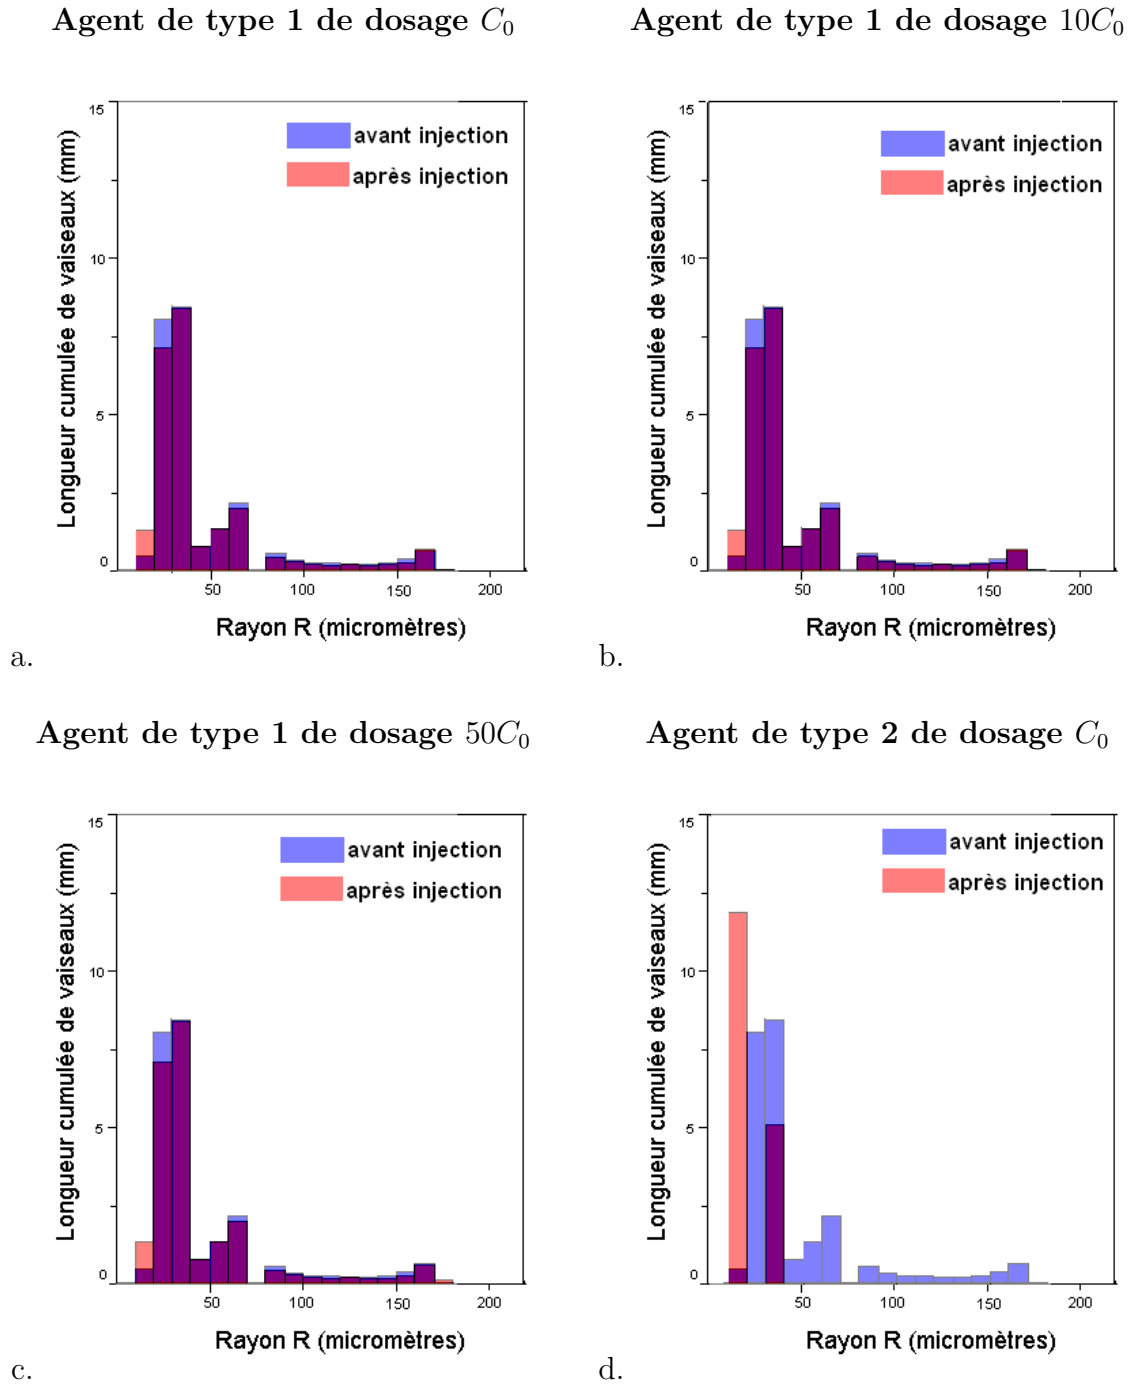 Agent de type 1 de dosage C₀
Agent de type 1 de dosage 10C₀
15
10
5
0
50
100
150
200
avant injection
après injection
Longueur cumulée de vaiseaux (mm)
Rayon R (micromètres)
a.
15
10
5
0
50
100
150
200
avant injection
après injection
Longueur cumulée de vaiseaux (mm)
Rayon R (micromètres)
b.
Agent de type 1 de dosage 50C₀
Agent de type 2 de dosage C₀
15
10
5
0
50
100
150
200
avant injection
après injection
Longueur cumulée de vaiseaux (mm)
Rayon R (micromètres)
c.
15
10
5
0
50
100
150
200
avant injection
après injection
Longueur cumulée de vaiseaux (mm)
Rayon R (micromètres)
d.